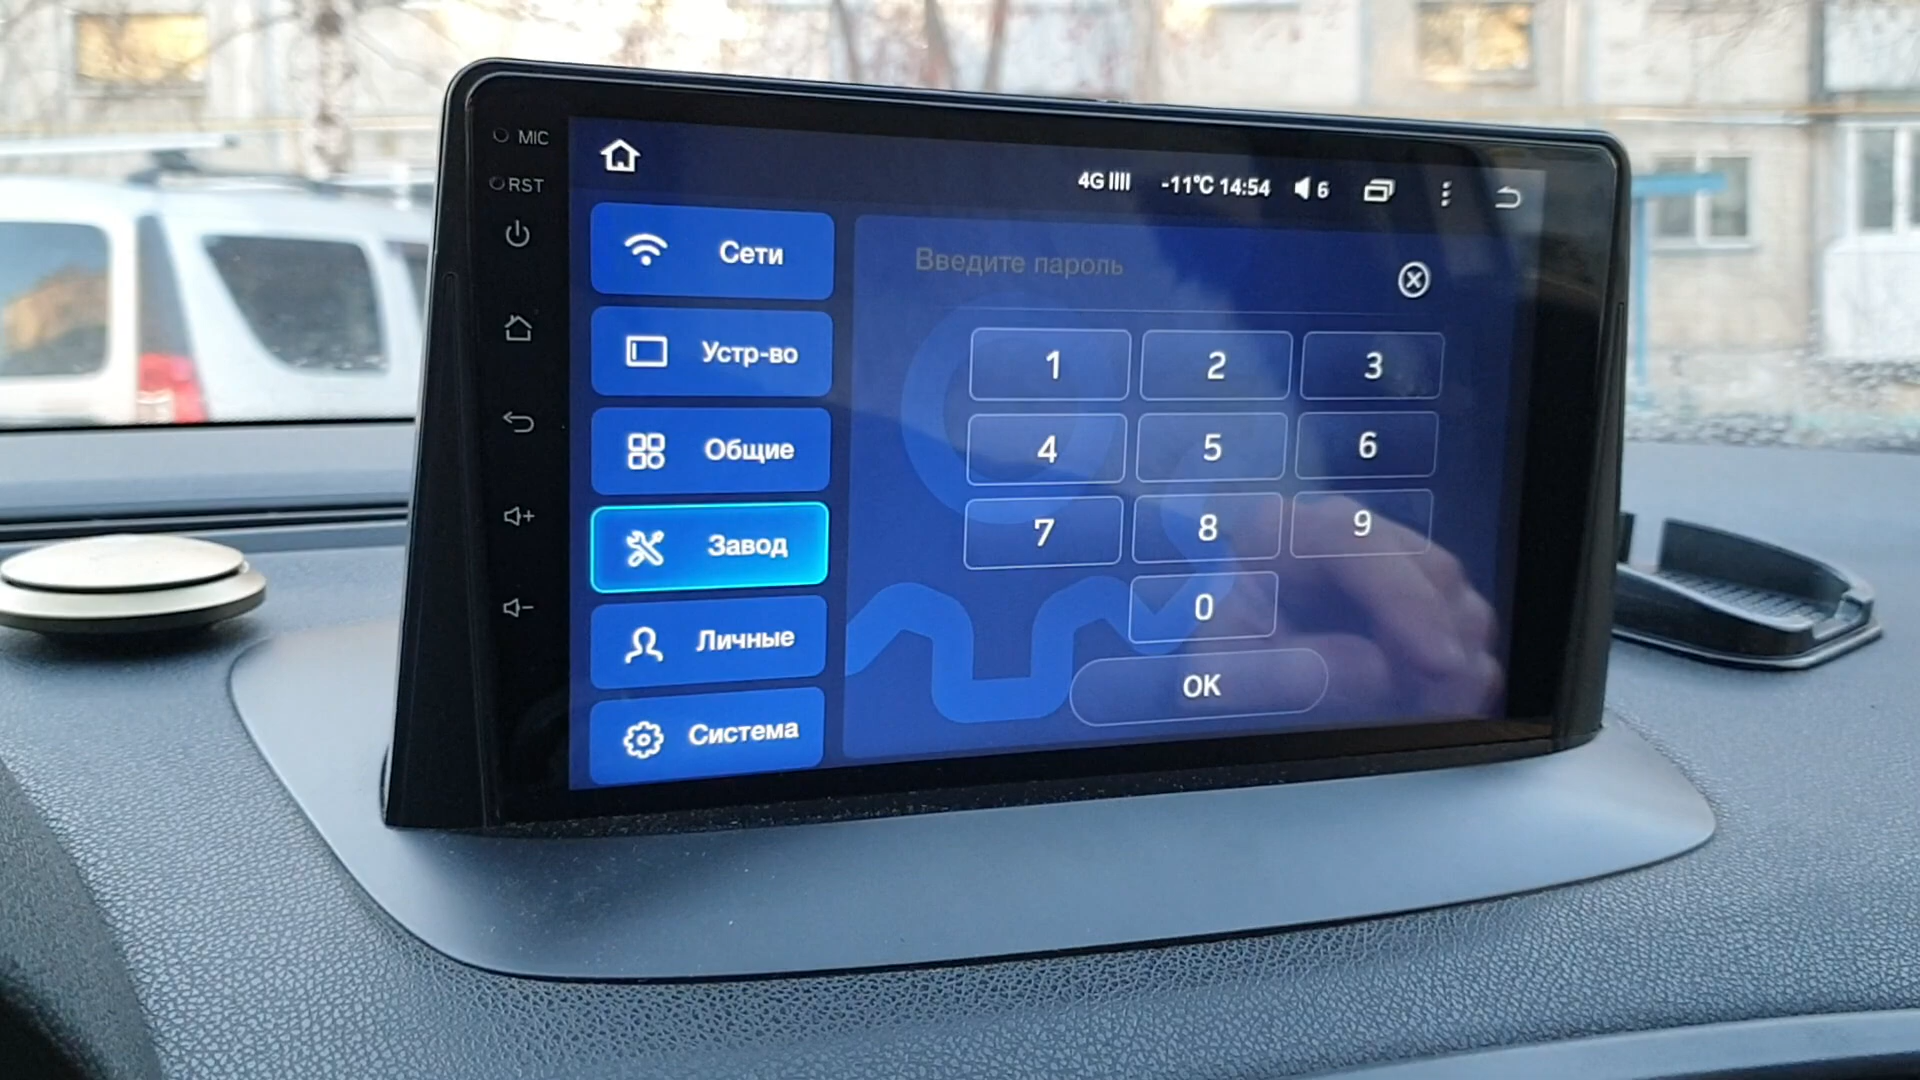 MIC
RST
4G -11°C 14:54 6
Сети
Устр-во
Общие
Завод
Личные
Система
Введите пароль
1 2 3
4 5 6
7 8 9
0
OK